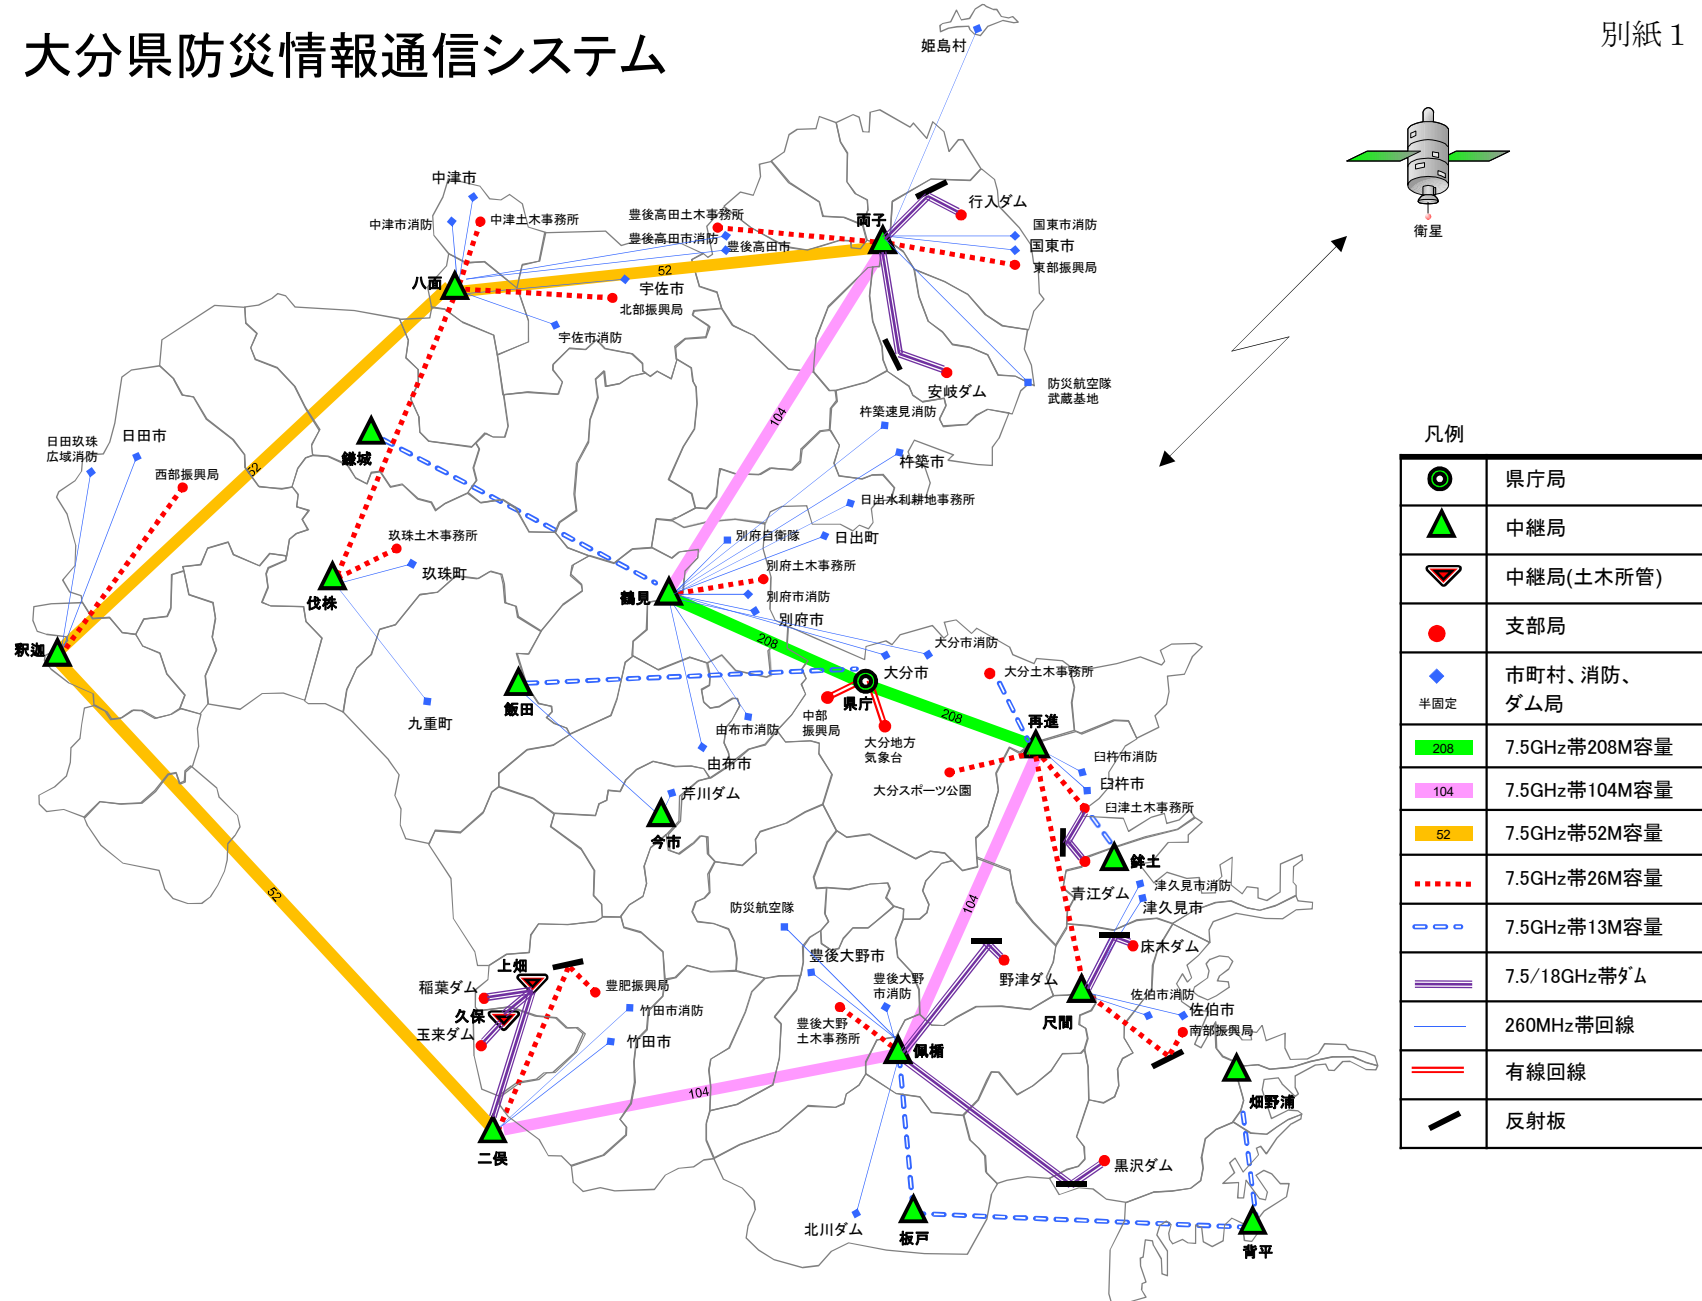 大分県防災情報通信システム
別紙１
姫島村
衛星
中津市
中津市消防
中津土木事務所
豊後高田土木事務所
豊後高田市消防
豊後高田市
両子
行入ダム
国東市消防
国東市
東部振興局
八面
52
宇佐市
北部振興局
宇佐市消防
安岐ダム
防災航空隊
武蔵基地
104
杵築速見消防
杵築市
日出水利耕地事務所
日出町
鎌城
日田玖珠
広域消防
日田市
西部振興局
52
玖珠土木事務所
玖珠町
伐株
別府自衛隊
別府土木事務所
別府市消防
別府市
鶴見
釈迦
208
大分市消防
大分市
大分土木事務所
飯田
県庁
中部
振興局
大分地方
気象台
208
再進
九重町
由布市消防
由布市
臼杵市消防
臼杵市
大分スポーツ公園
臼津土木事務所
芹川ダム
今市
鉾土
青江ダム
津久見市消防
津久見市
52
104
防災航空隊
豊後大野市
豊後大野
市消防
豊後大野
土木事務所
野津ダム
床木ダム
上畑
稲葉ダム
久保
玉来ダム
豊肥振興局
竹田市消防
竹田市
尺間
佐伯市消防
佐伯市
南部振興局
佩楯
104
二俣
畑野浦
黒沢ダム
北川ダム
板戸
背平
凡例
県庁局
中継局
中継局(土木所管)
支部局
半固定
市町村、消防、
ダム局
208
7.5GHz帯208M容量
104
7.5GHz帯104M容量
52
7.5GHz帯52M容量
7.5GHz帯26M容量
7.5GHz帯13M容量
7.5/18GHz帯ﾀﾞﾑ
260MHz帯回線
有線回線
反射板